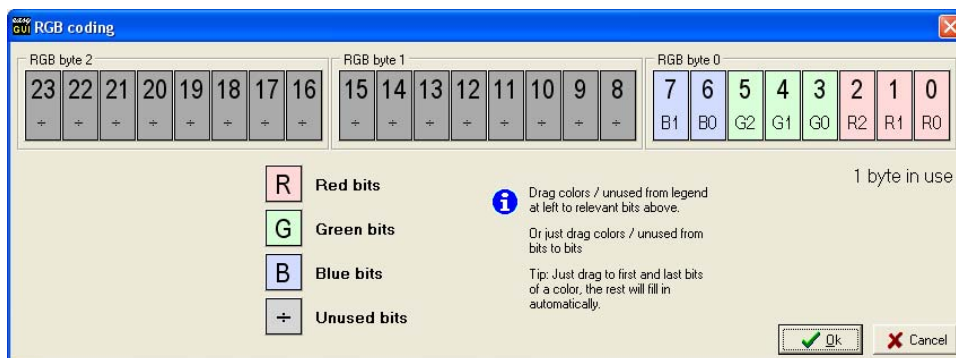 easy GUI RGB coding
RGB byte 2 RGB byte 1 RGB byte 0
23 22 21 20 19 18 17 16 15 14 13 12 11 10 9 8 7 6 5 4 3 2 1 0
÷ ÷ ÷ ÷ ÷ ÷ ÷ ÷ ÷ ÷ ÷ ÷ ÷ ÷ ÷ ÷ B1 B0 G2 G1 G0 R2 R1 R0
1 byte in use
R Red bits
G Green bits
B Blue bits
÷ Unused bits
i
Drag colors / unused from legend
at left to relevant bits above.
Or just drag colors / unused from
bits to bits
Tip: Just drag to first and last bits
of a color, the rest will fill in
automatically.
Ok Cancel